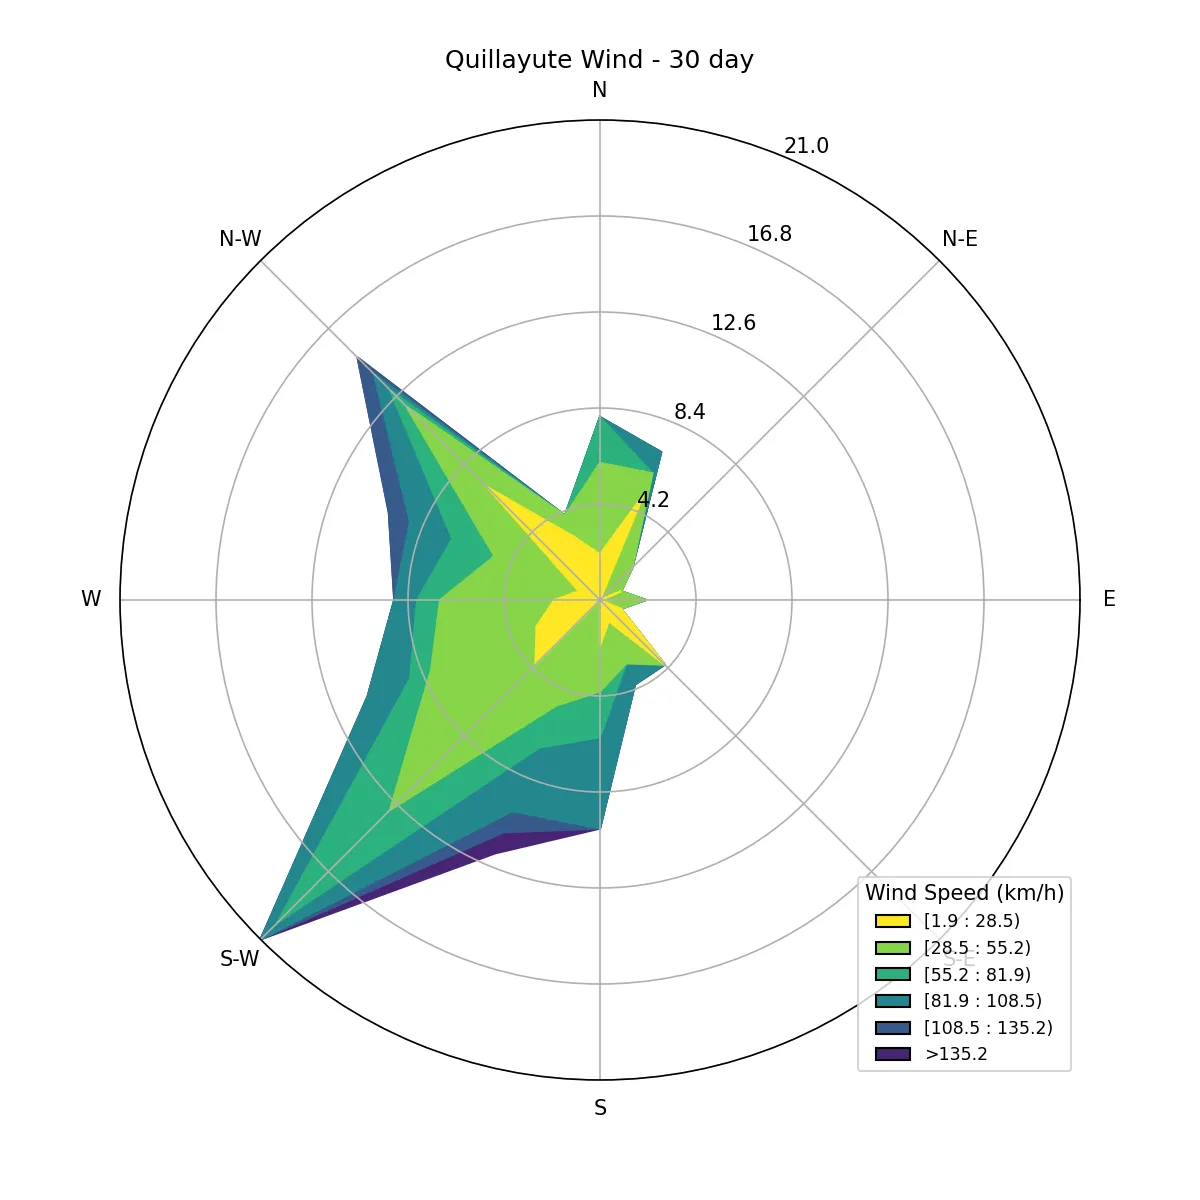 Quillayute Wind - 30 day
N
21.0
16.8
N-W
N-E
12.6
8.4
4.2
W
E
Wind Speed (km/h)
[1.9 : 28.5)
[28.5 : 55.2)
S-W
S-E
[55.2 : 81.9)
[81.9 : 108.5)
[108.5 : 135.2)
>135.2
S